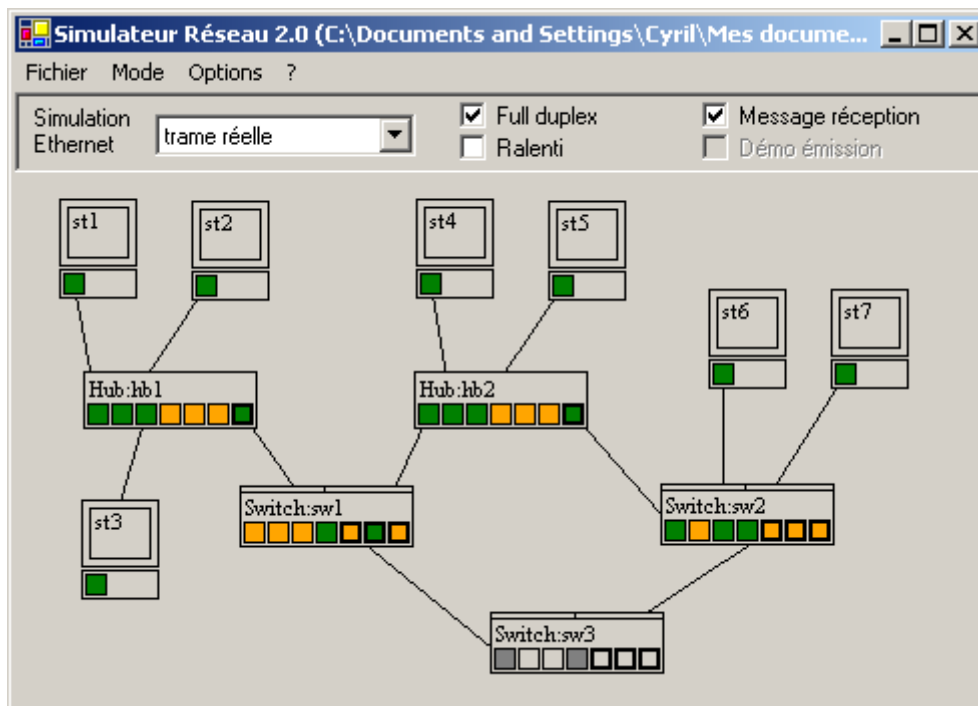 Simulateur Réseau 2.0 (C:\Documents and Settings\Cyril\Mes docume...
Fichier Mode Options ?
Simulation
Ethernet
trame réelle
Full duplex
Ralenti
Message réception
Démo émission
st1
st2
st4
st5
st6
st7
Hub:hb1
Hub:hb2
st3
Switch:sw1
Switch:sw2
Switch:sw3